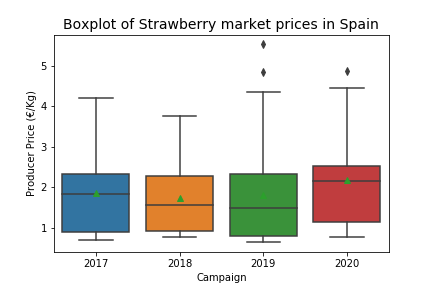 Boxplot of Strawberry market prices in Spain
Producer Price (€/Kg)
5
4
3
2
1
2017 2018 2019 2020
Campaign